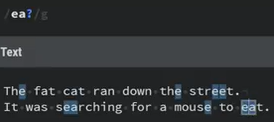 /ea?/g
Text
The fat cat ran down the street.
It was searching for a mouse to eat.